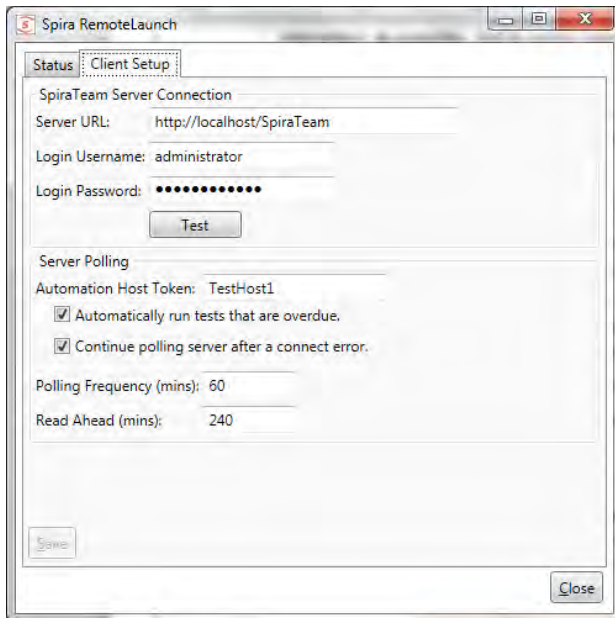 Spira RemoteLaunch
Status Client Setup
SpiraTeam Server Connection
Server URL: http://localhost/SpiraTeam
Login Username: administrator
Login Password: ●●●●●●●●●●●●
Test
Server Polling
Automation Host Token: TestHost1
Automatically run tests that are overdue.
Continue polling server after a connect error.
Polling Frequency (mins): 60
Read Ahead (mins): 240
Save
Close